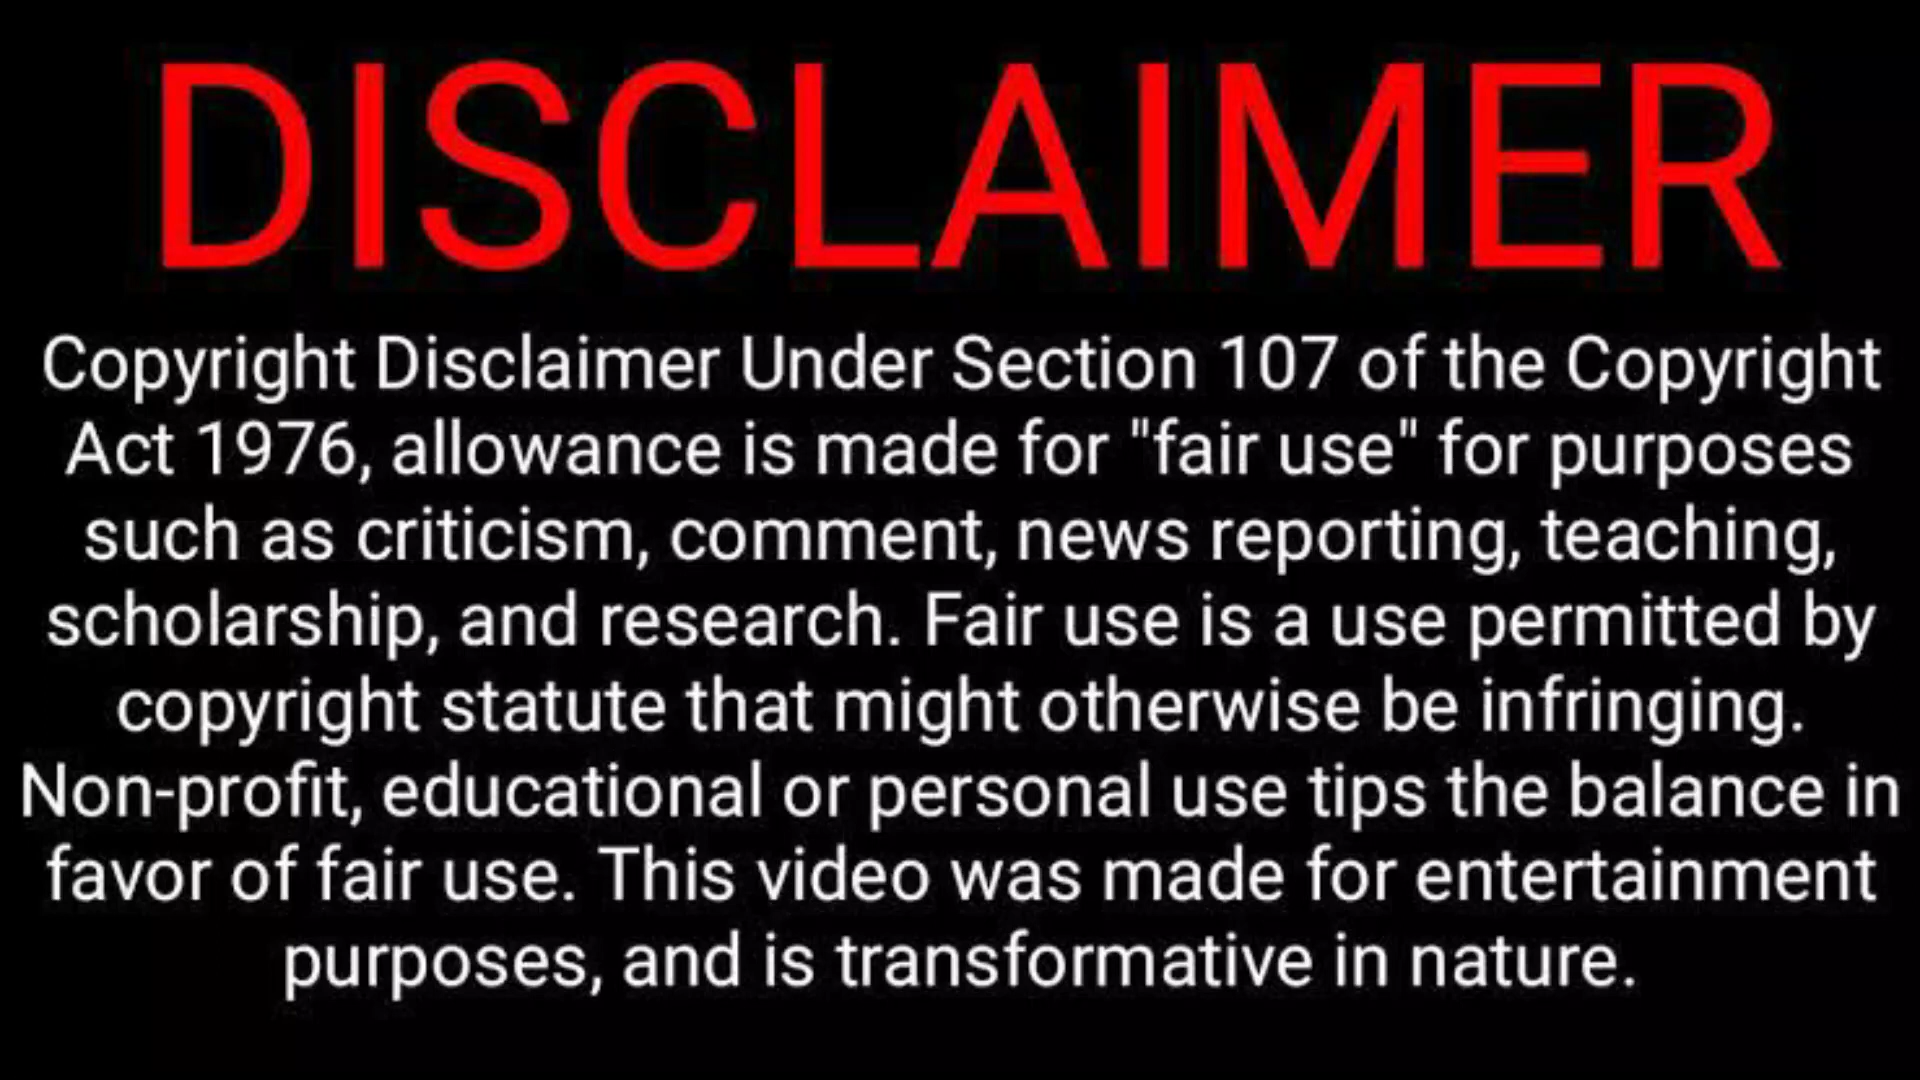 DISCLAIMER
Copyright Disclaimer Under Section 107 of the Copyright
Act 1976, allowance is made for "fair use" for purposes
such as criticism, comment, news reporting, teaching,
scholarship, and research. Fair use is a use permitted by
copyright statute that might otherwise be infringing.
Non-profit, educational or personal use tips the balance in
favor of fair use. This video was made for entertainment
purposes, and is transformative in nature.